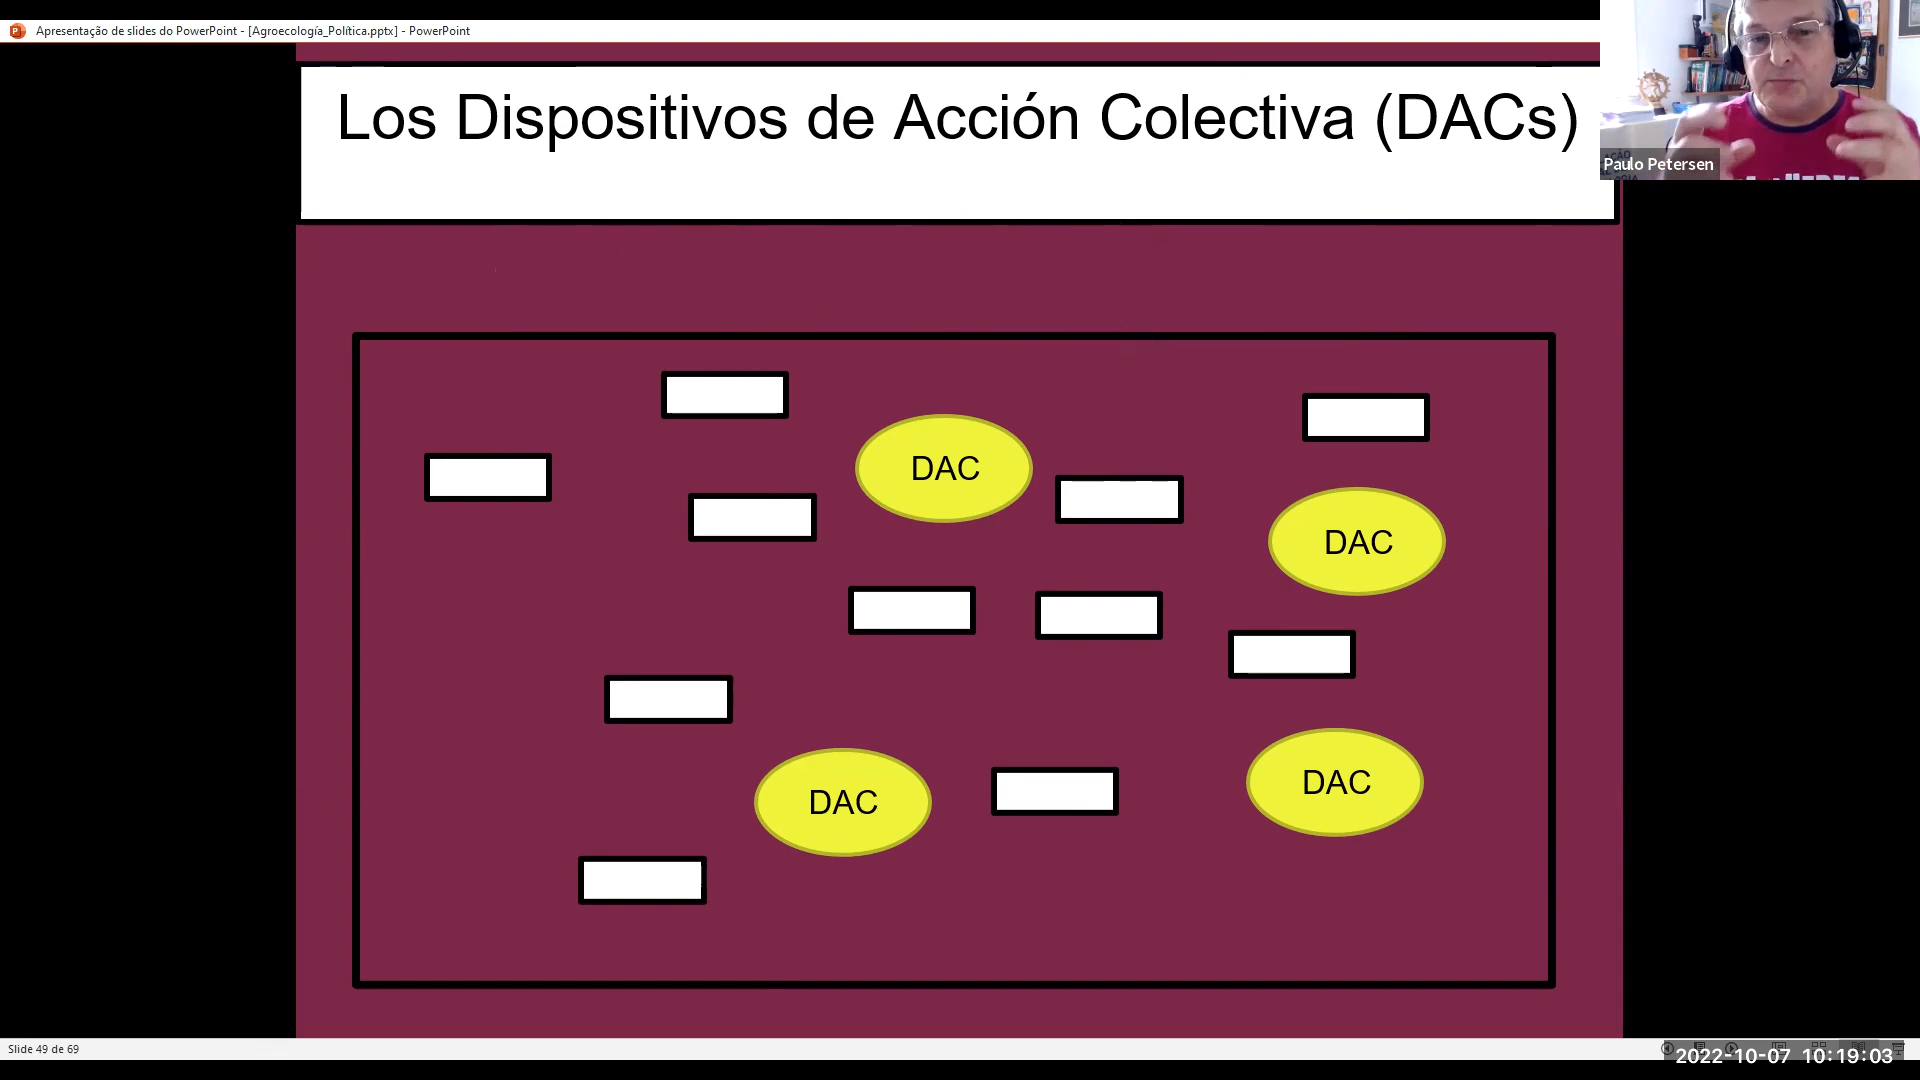 Apresentação de slides do PowerPoint - [Agroecología_Política.pptx] - PowerPoint
Los Dispositivos de Acción Colectiva (DACs)
Paulo Petersen
DAC
DAC
DAC
DAC
Slide 49 de 69
2022-10-07 10:19:03